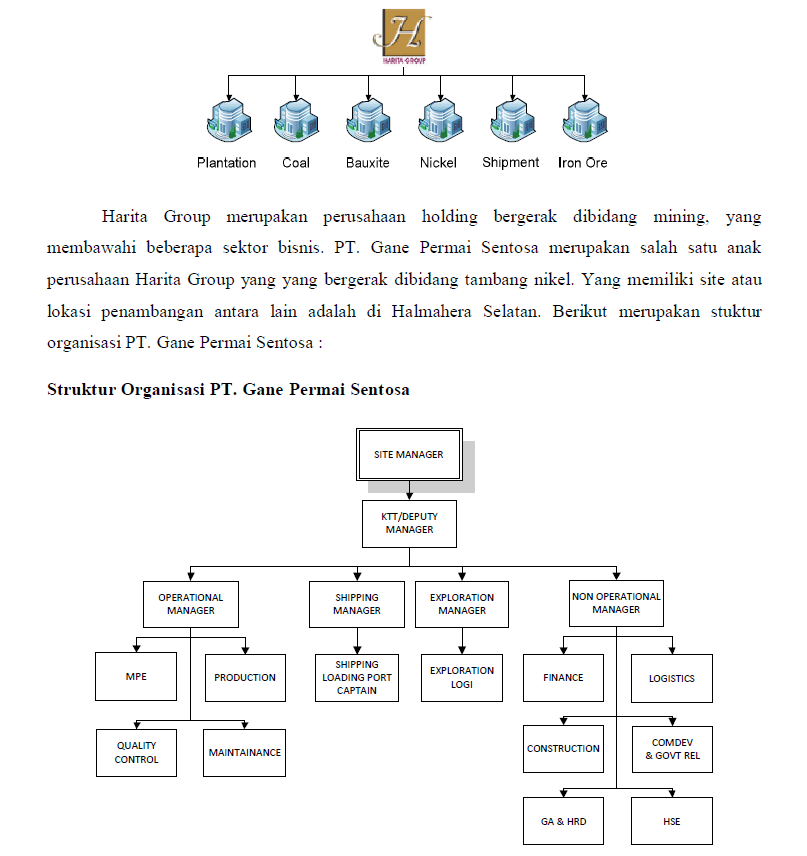 H
HARITA GROUP
Plantation Coal Bauxite Nickel Shipment Iron Ore
Harita Group merupakan perusahaan holding bergerak dibidang mining, yang
membawahi beberapa sektor bisnis. PT. Gane Permai Sentosa merupakan salah satu anak
perusahaan Harita Group yang yang bergerak dibidang tambang nikel. Yang memiliki site atau
lokasi penambangan antara lain adalah di Halmahera Selatan. Berikut merupakan stuktur
organisasi PT. Gane Permai Sentosa :
Struktur Organisasi PT. Gane Permai Sentosa
SITE MANAGER
KTT/DEPUTY
MANAGER
OPERATIONAL
MANAGER
SHIPPING
MANAGER
EXPLORATION
MANAGER
NON OPERATIONAL
MANAGER
MPE
PRODUCTION
SHIPPING
LOADING PORT
CAPTAIN
EXPLORATION
LOGI
FINANCE
LOGISTICS
QUALITY
CONTROL
MAINTAINANCE
CONSTRUCTION
COMDEV
& GOVT REL
GA & HRD
HSE